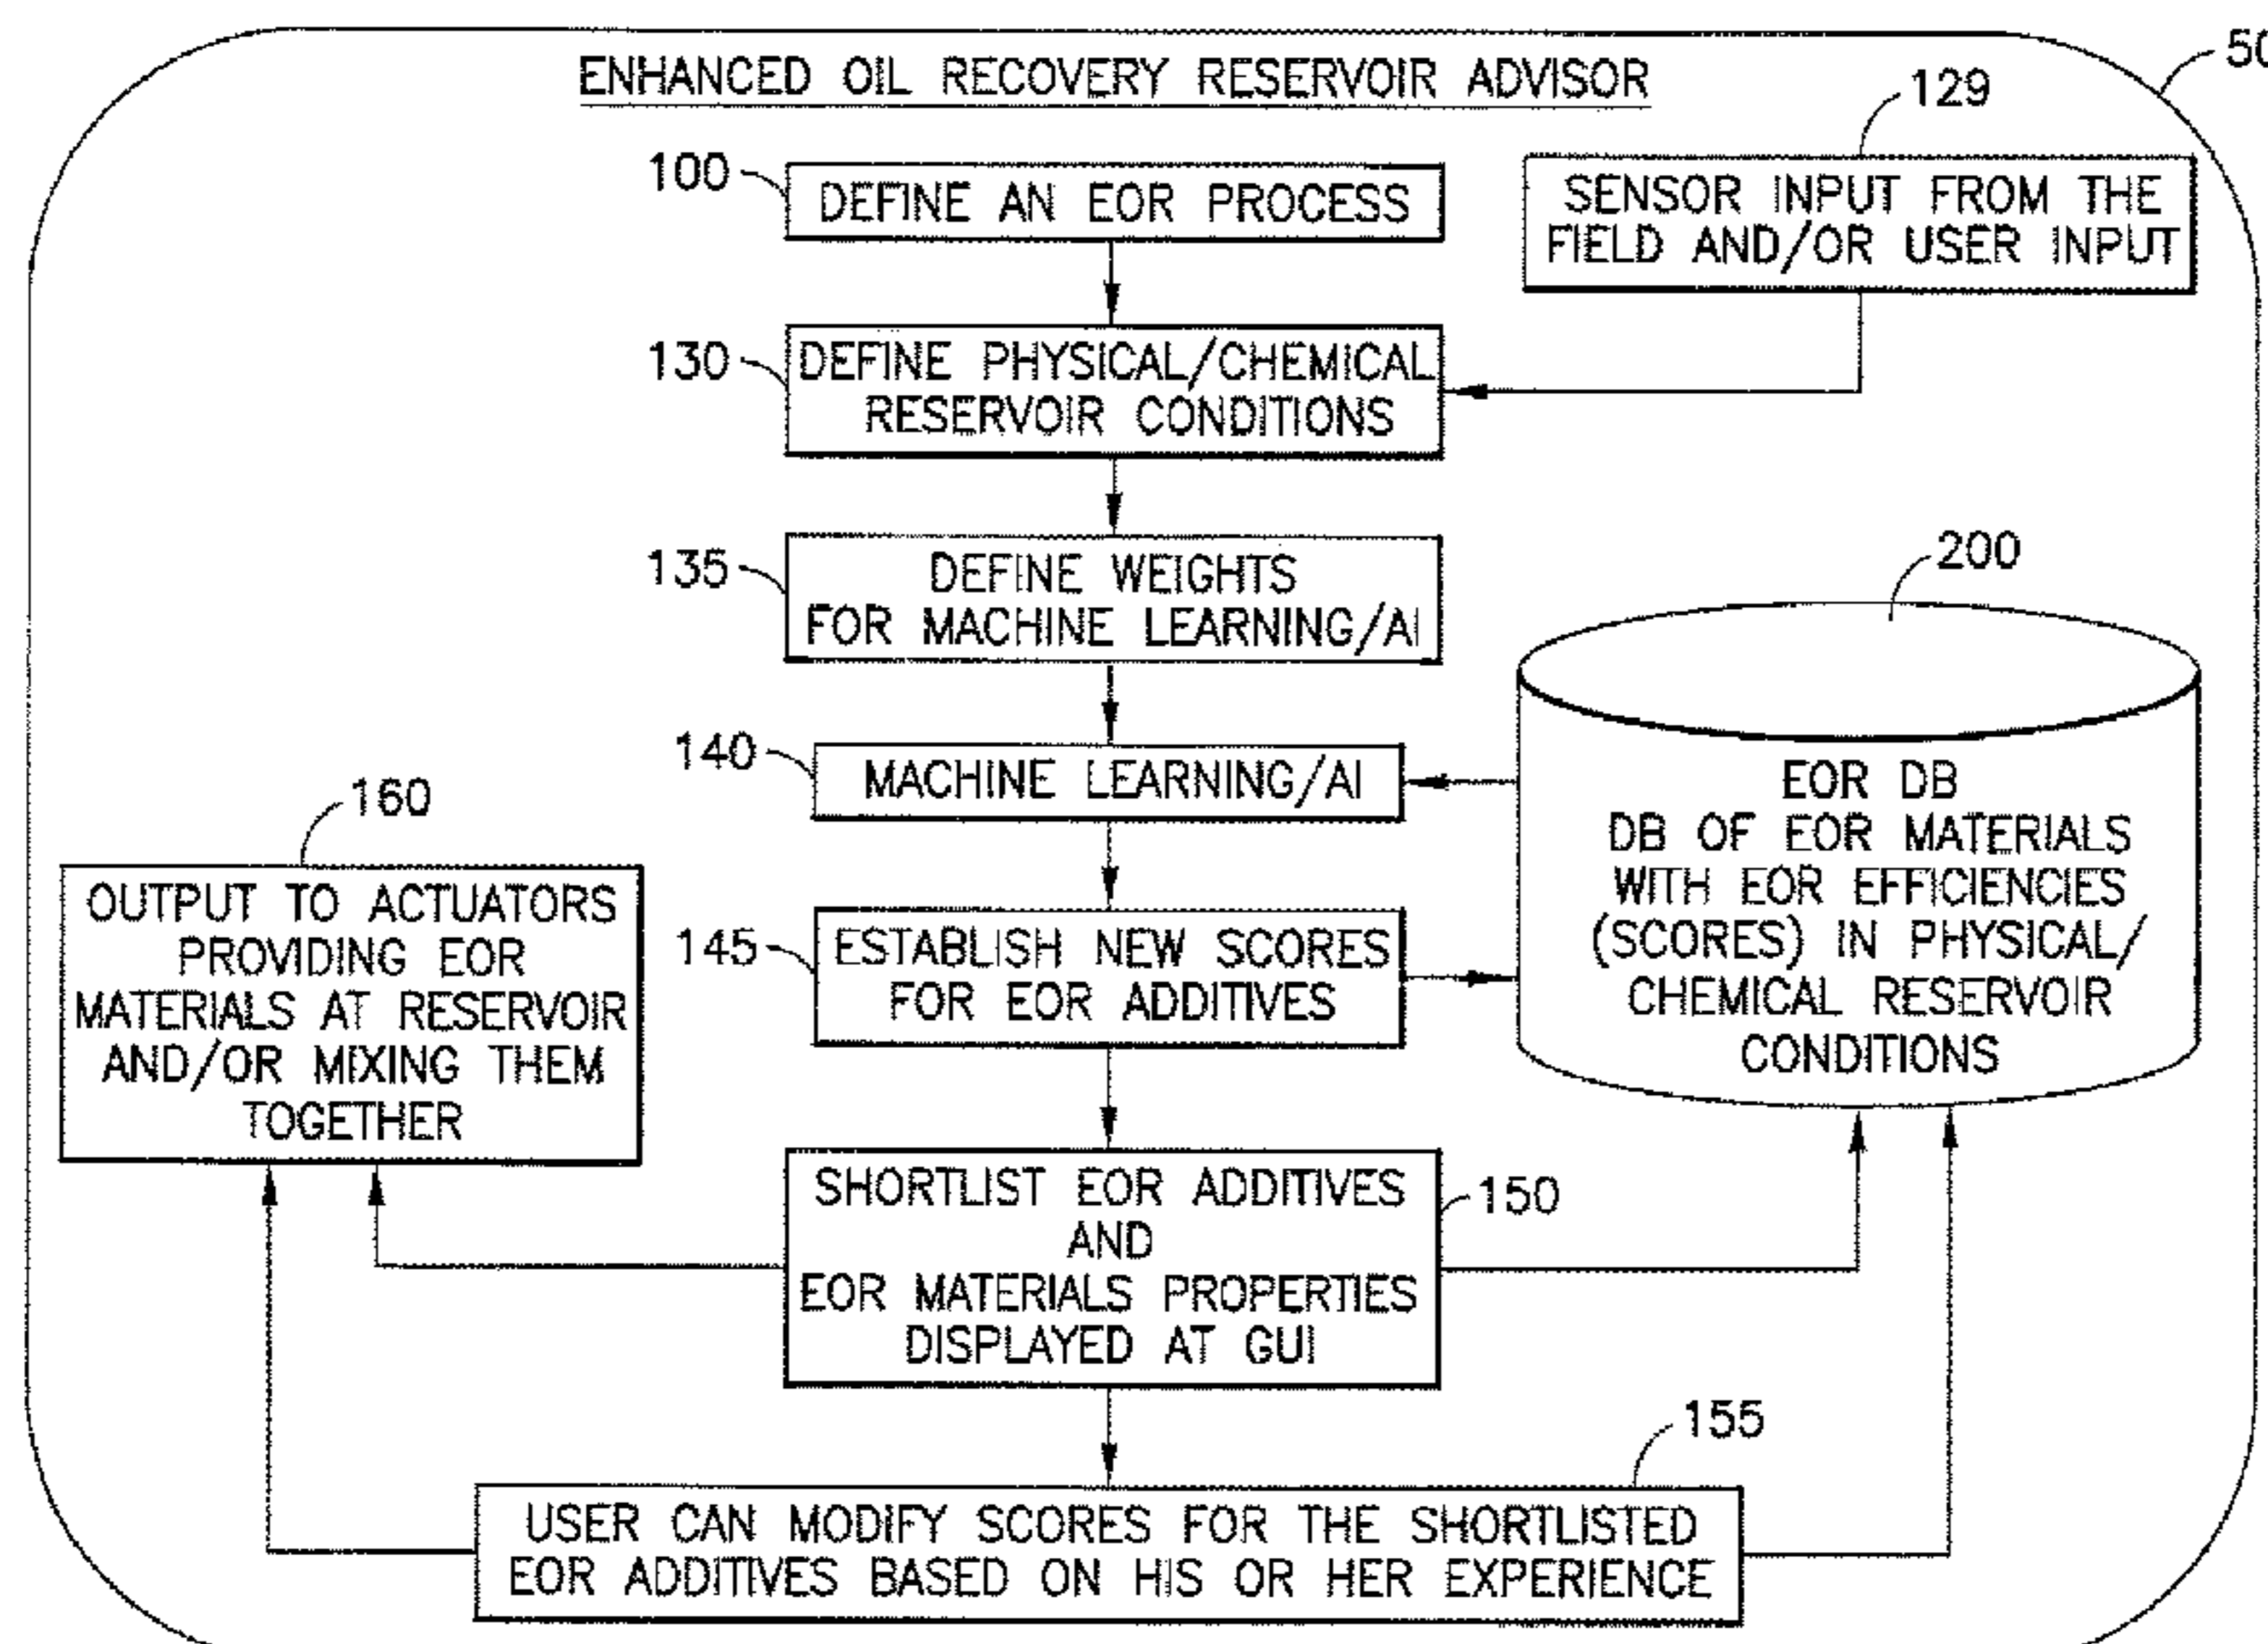 ENHANCED OIL RECOVERY RESERVOIR ADVISOR
50
129
100
DEFINE AN EOR PROCESS
SENSOR INPUT FROM THE
FIELD AND/OR USER INPUT
130
DEFINE PHYSICAL/CHEMICAL
RESERVOIR CONDITIONS
135
DEFINE WEIGHTS
FOR MACHINE LEARNING/AI
200
140
MACHINE LEARNING/AI
EOR DB
DB OF EOR MATERIALS
WITH EOR EFFICIENCIES
(SCORES) IN PHYSICAL/
CHEMICAL RESERVOIR
CONDITIONS
160
OUTPUT TO ACTUATORS
PROVIDING EOR
MATERIALS AT RESERVOIR
AND/OR MIXING THEM
TOGETHER
145
ESTABLISH NEW SCORES
FOR EOR ADDITIVES
150
SHORTLIST EOR ADDITIVES
AND
EOR MATERIALS PROPERTIES
DISPLAYED AT GUI
155
USER CAN MODIFY SCORES FOR THE SHORTLISTED
EOR ADDITIVES BASED ON HIS OR HER EXPERIENCE